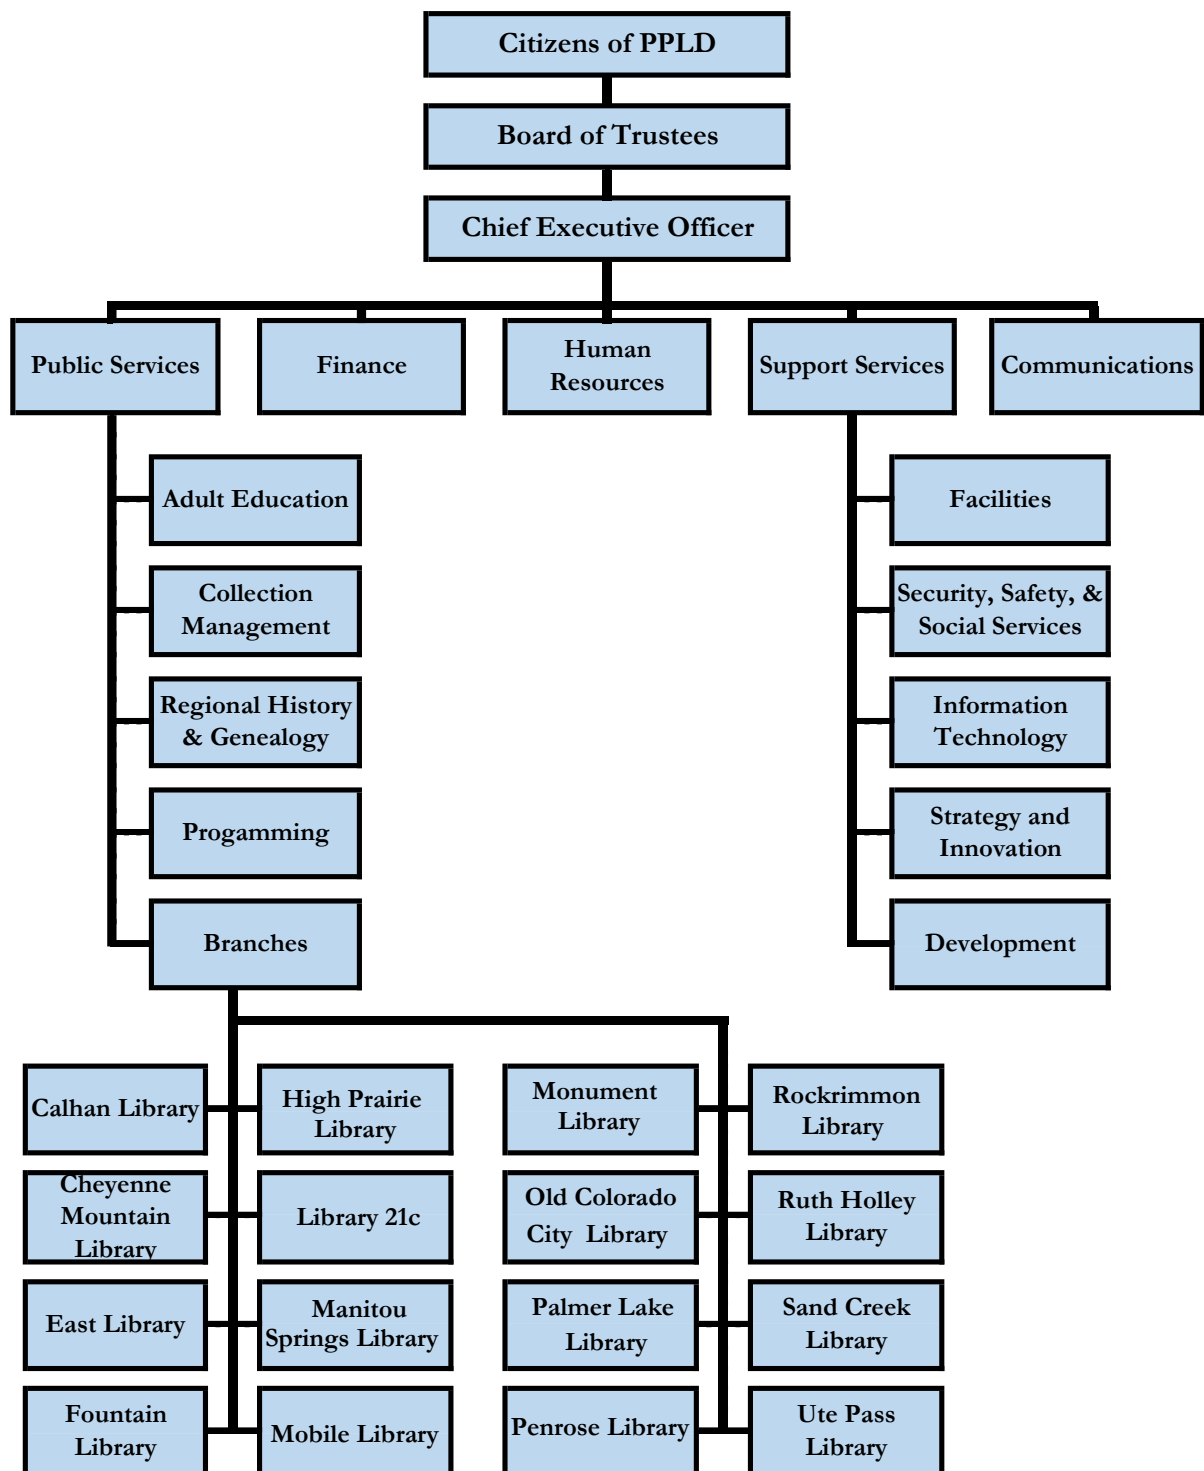 Citizens of PPLD
Board of Trustees
Chief Executive Officer
Public Services
Finance
Human
Resources
Support Services
Communications
Adult Education
Collection
Management
Regional History
& Genealogy
Progamming
Branches
Facilities
Security, Safety, &
Social Services
Information
Technology
Strategy and
Innovation
Development
Calhan Library
High Prairie
Library
Monument
Library
Rockrimmon
Library
Cheyenne
Mountain
Library
Library 21c
Old Colorado
City Library
Ruth Holley
Library
East Library
Manitou
Springs Library
Palmer Lake
Library
Sand Creek
Library
Fountain
Library
Mobile Library
Penrose Library
Ute Pass
Library